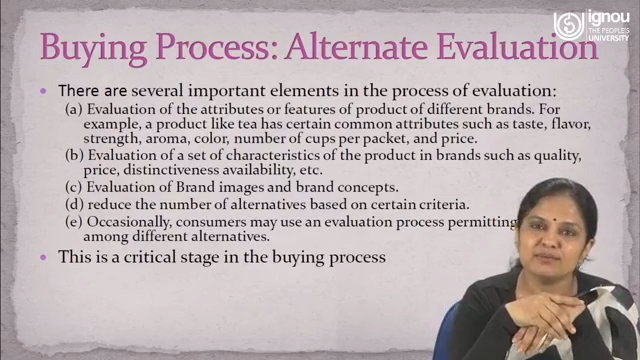 ignou
THE PEOPLE'S
UNIVERSITY
Buying Process: Alternate Evaluation
There are several important elements in the process of evaluation:
(a) Evaluation of the attributes or features of product of different brands. For
example, a product like tea has certain common attributes such as taste, flavor,
strength, aroma, color, number of cups per packet, and price.
(b) Evaluation of a set of characteristics of the product in brands such as quality,
price, distinctiveness availability, etc.
(c) Evaluation of Brand images and brand concepts.
(d) reduce the number of alternatives based on certain criteria.
(e) Occasionally, consumers may use an evaluation process permitting
among different alternatives.
This is a critical stage in the buying process